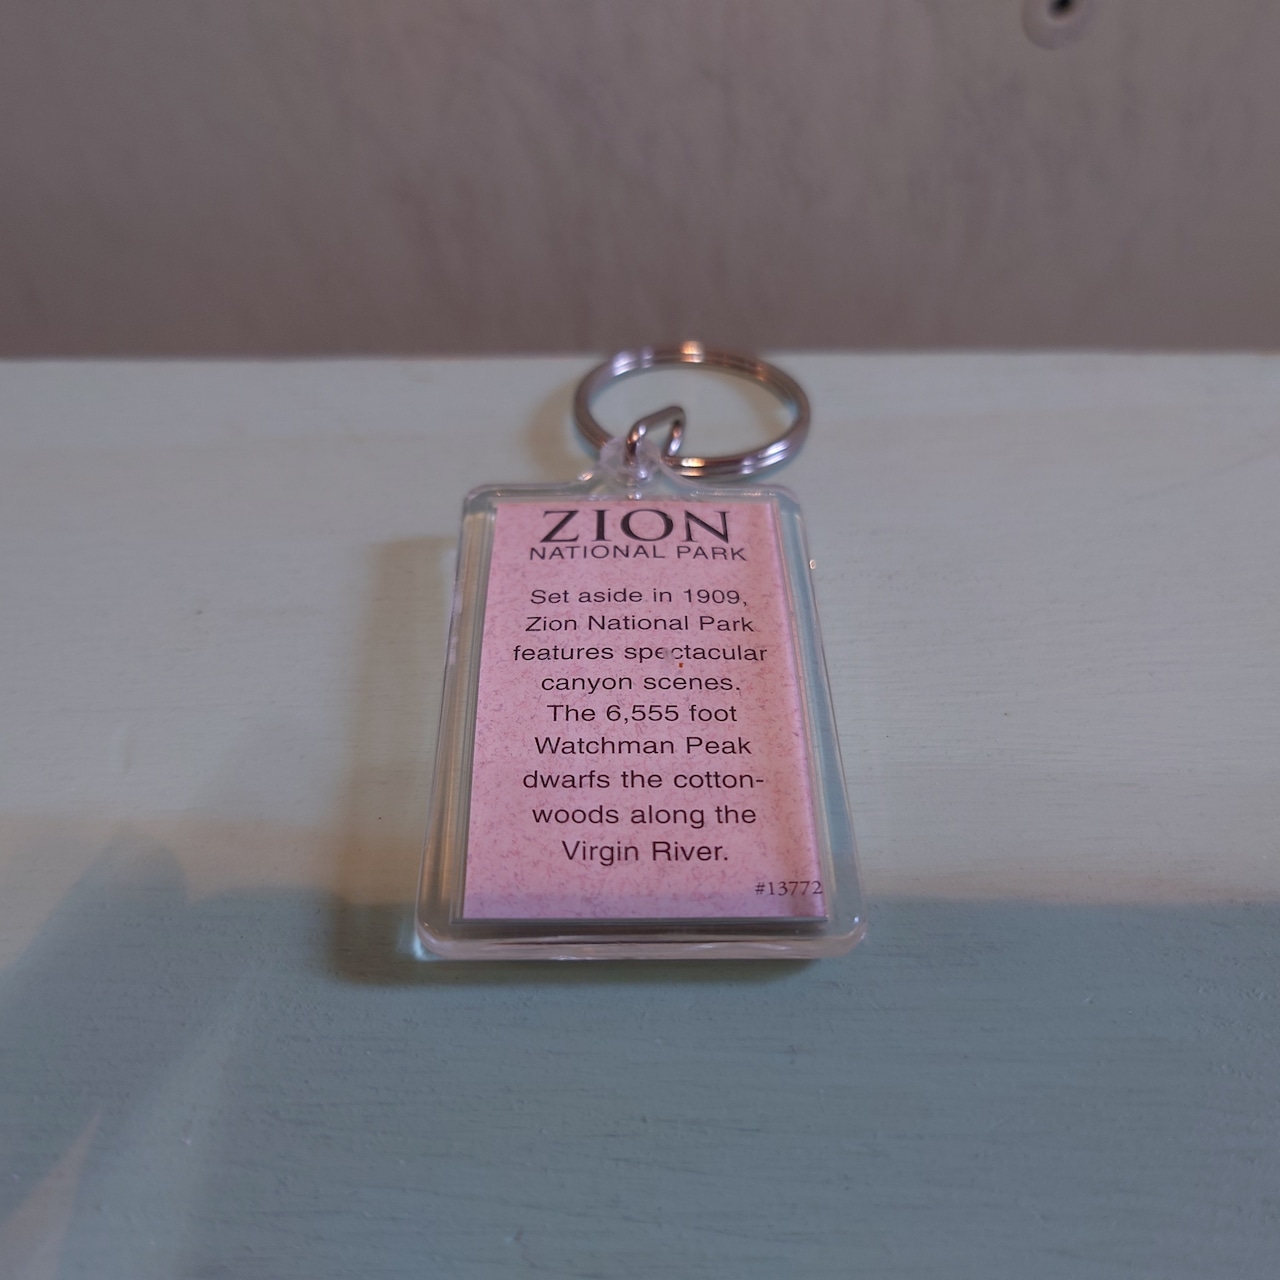 ZION
NATIONAL PARK
Set aside in 1909,
Zion National Park
features spectacular
canyon scenes.
The 6,555 foot
Watchman Peak
dwarfs the cotton-
woods along the
Virgin River.
#13772